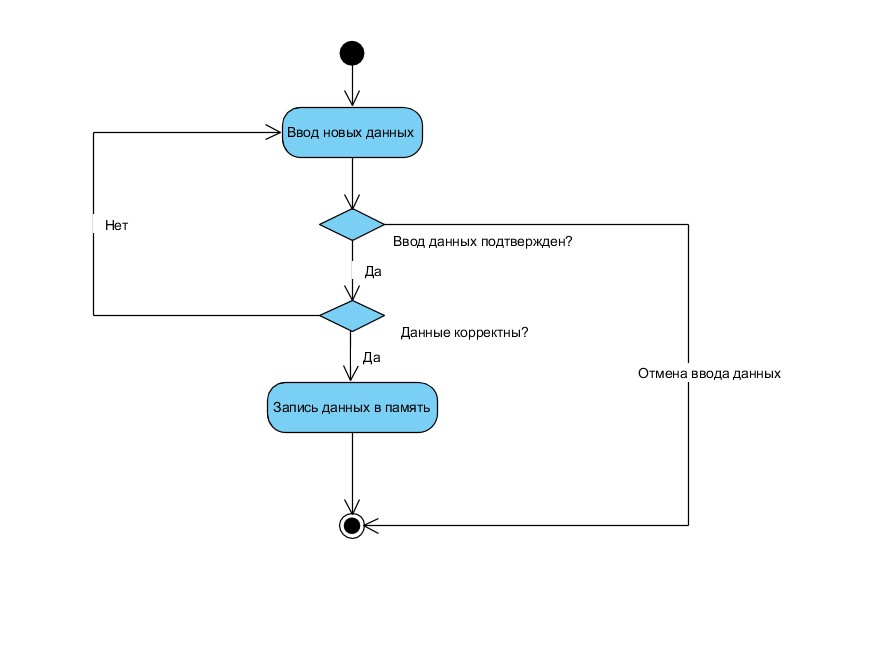 Ввод новых данных
Нет
Ввод данных подтвержден?
Да
Данные корректны?
Да
Отмена ввода данных
Запись данных в память